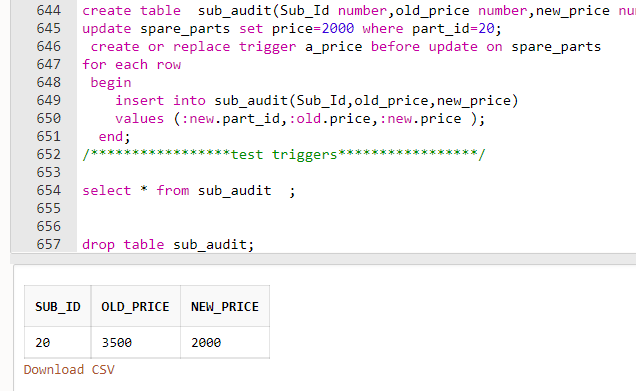 644 create table  sub_audit(Sub_Id number,old_price number,new_price
645 update spare_parts set price=2000 where part_id=20;
646  create or replace trigger a_price before update on spare_parts
647 for each row
648  begin
649    insert into sub_audit(Sub_Id,old_price,new_price)
650    values (:new.part_id,:old.price,:new.price );
651  end;
652 /*****************test triggers*****************/
653
654 select * from sub_audit  ;
655
656
657 drop table sub_audit;
SUB_ID OLD_PRICE NEW_PRICE
20 3500 2000
Download CSV